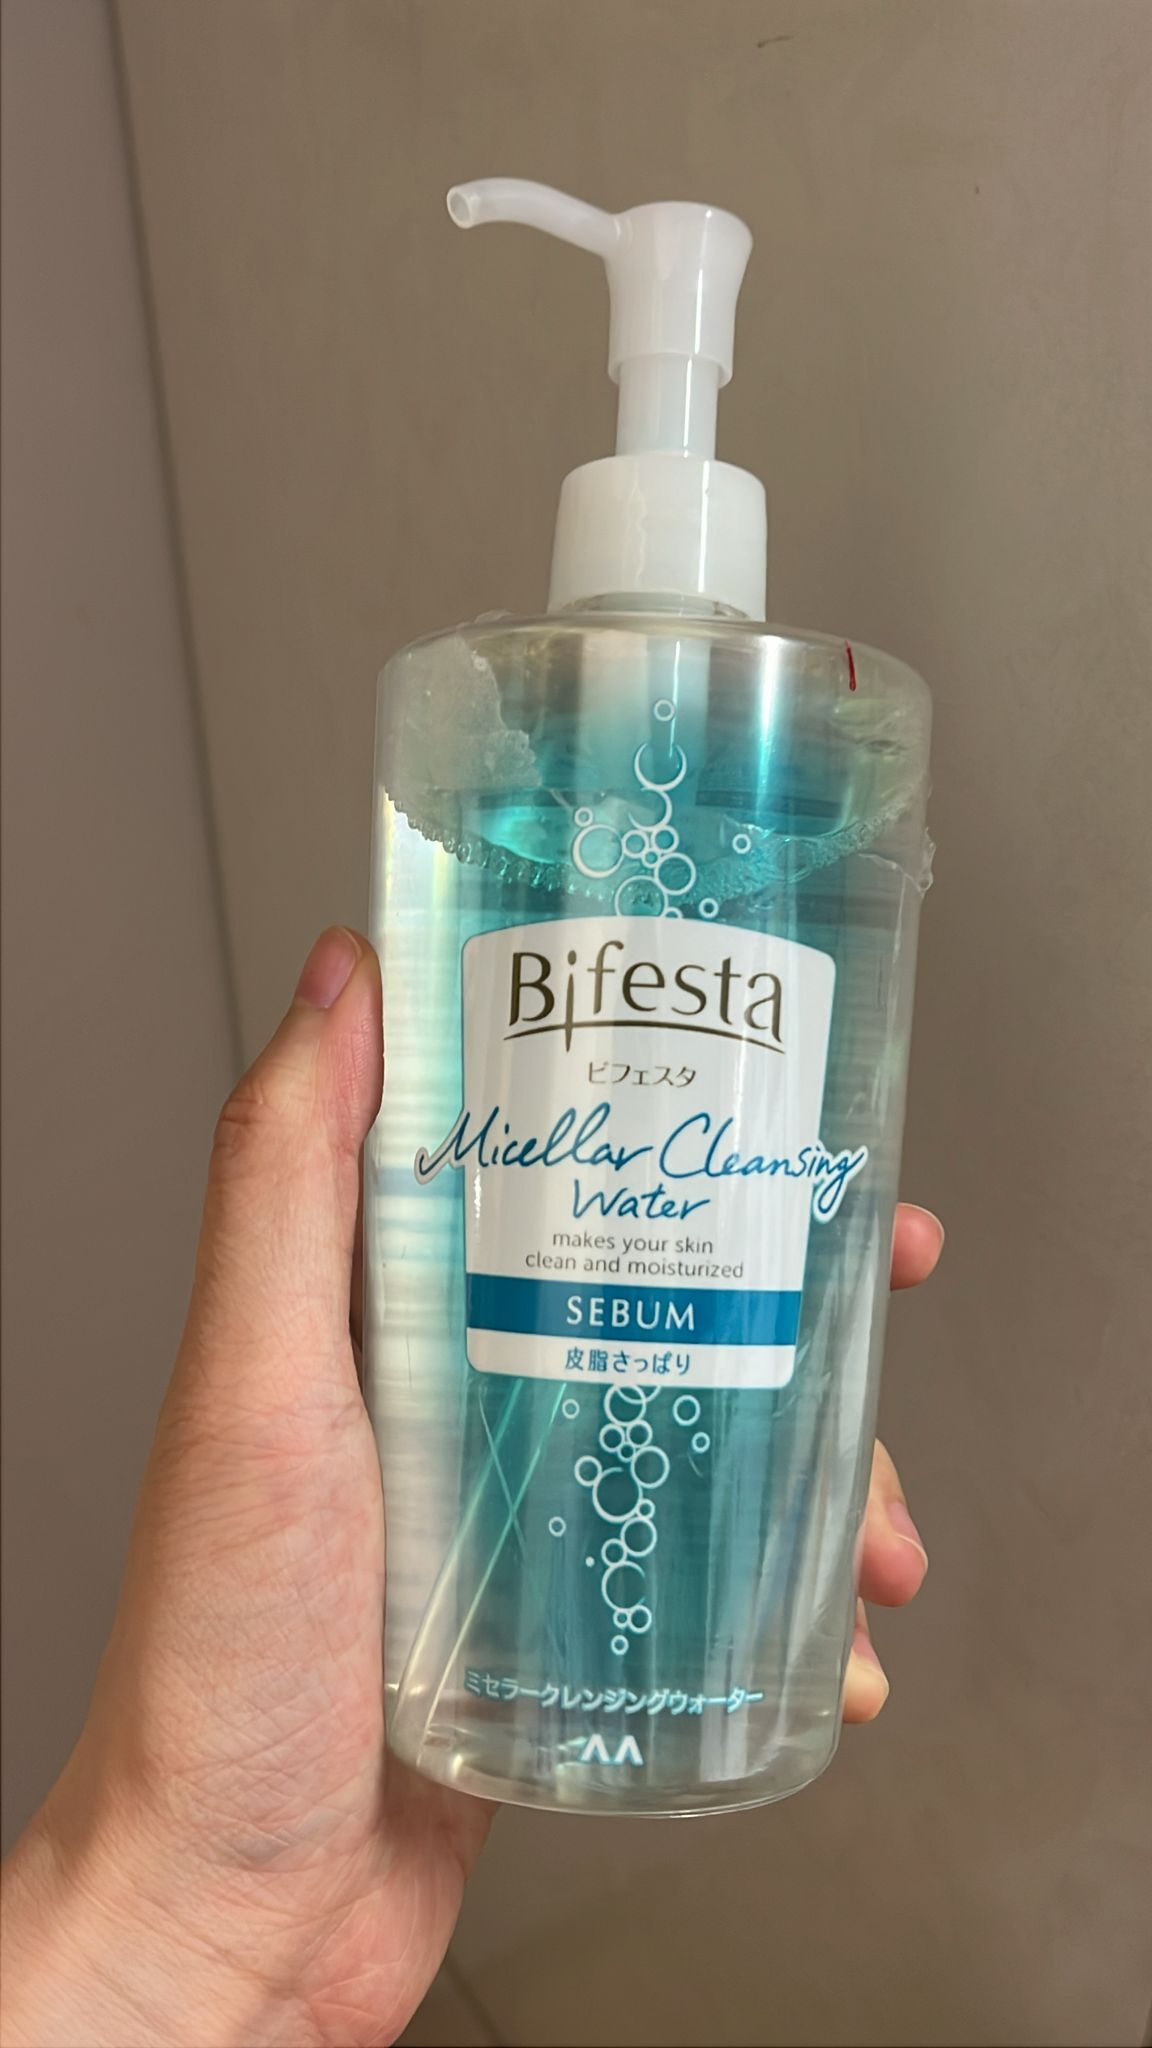 Bifesta
ビフェスタ
Micellar Cleansing
Water
makes your skin
clean and moisturized
SEBUM
皮脂さっぱり
ミセラークレンジングウォーター